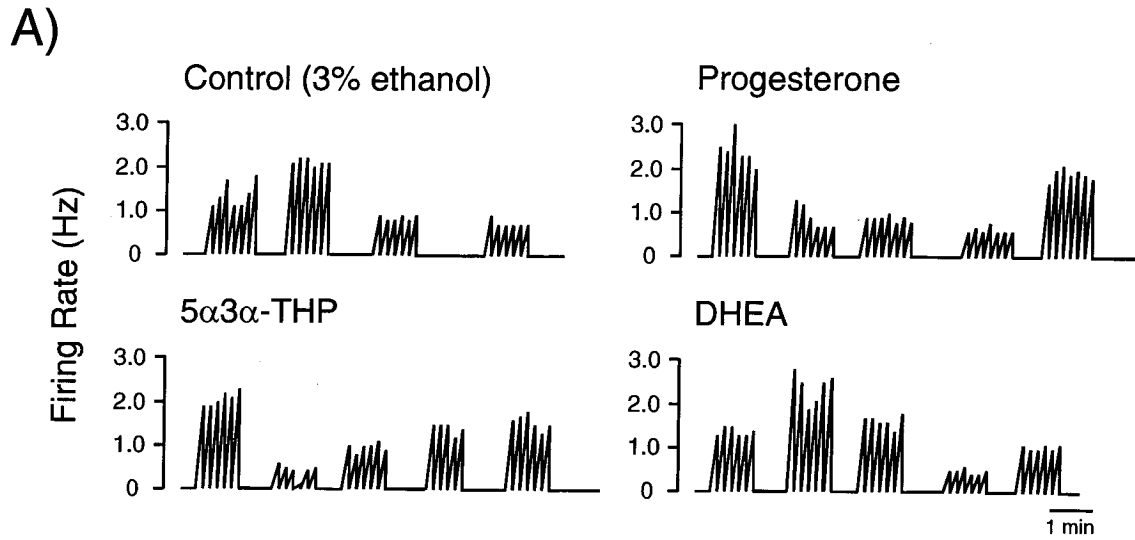 A)
Control (3% ethanol)
Progesterone
3.0
2.0
1.0
0
3.0
2.0
1.0
0
Firing Rate (Hz)
5α3α-THP
DHEA
3.0
2.0
1.0
0
3.0
2.0
1.0
0
1 min